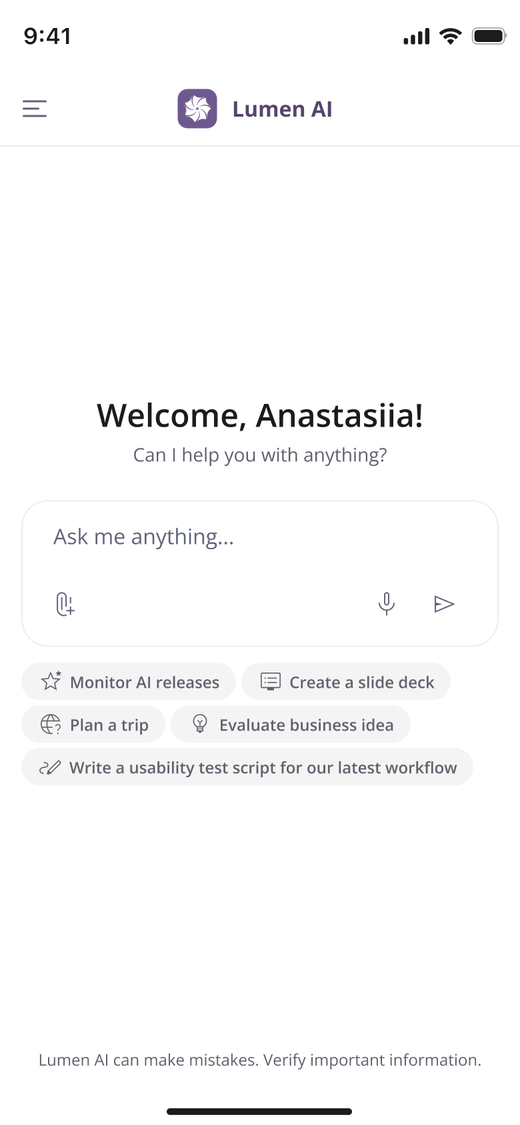 9:41
Lumen AI
Welcome, Anastasiia!
Can I help you with anything?
Ask me anything...
Monitor AI releases
Create a slide deck
Plan a trip
Evaluate business idea
Write a usability test script for our latest workflow
Lumen AI can make mistakes. Verify important information.